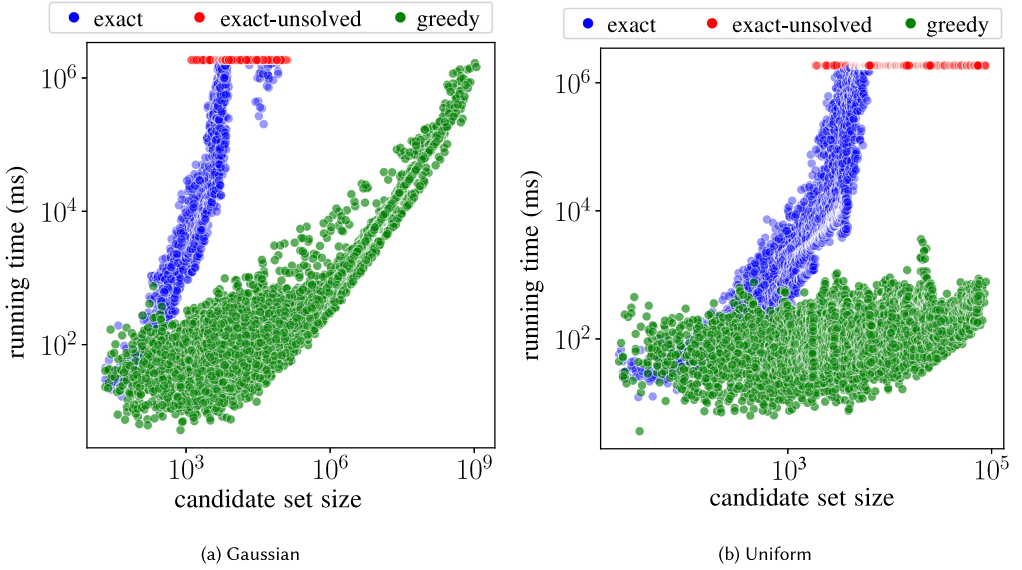 exact exact-unsolved greedy
10^6
10^4
10^2
running time (ms)
10^3 10^6 10^9
candidate set size
(a) Gaussian
exact exact-unsolved greedy
10^6
10^4
10^2
running time (ms)
10^3 10^5
candidate set size
(b) Uniform